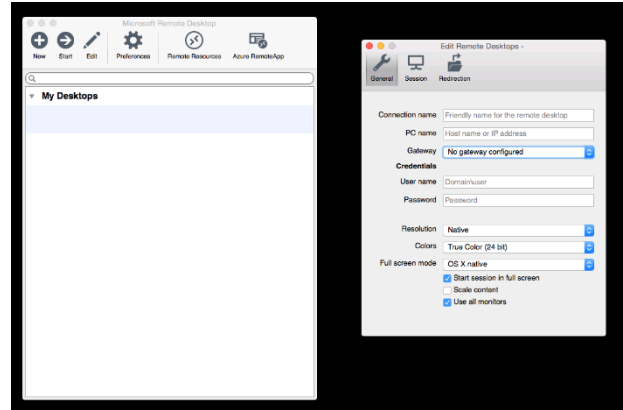 Microsoft Remote Desktop
New Start Edit Preferences Remote Resources Azure RemoteApp
My Desktops
Edit Remote Desktops -
General Session Redirection
Connection name Friendly name for the remote desktop
PC name Host name or IP address
Gateway No gateway configured
Credentials
User name Domain\user
Password Password
Resolution Native
Colors True Color (24 bit)
Full screen mode OS X native
Start session in full screen
Scale content
Use all monitors